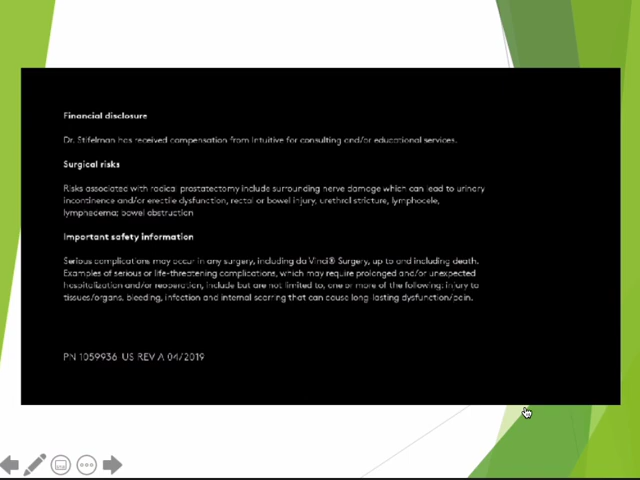 Financial disclosure
Dr. Stifelman has received compensation from Intuitive for consulting and/or educational services.
Surgical risks
Risks associated with radical prostatectomy include surrounding nerve damage which can lead to urinary
incontinence and/or erectile dysfunction, rectal or bowel injury, urethral stricture, lymphocele,
lymphedema; bowel obstruction
Important safety information
Serious complications may occur in any surgery, including da Vinci® Surgery, up to and including death.
Examples of serious or life-threatening complications, which may require prolonged and/or unexpected
hospitalization and/or reoperation, include but are not limited to, one or more of the following: injury to
tissues/organs, bleeding, infection and internal scarring that can cause long-lasting dysfunction/pain.
PN 1059936 US REV A 04/2019